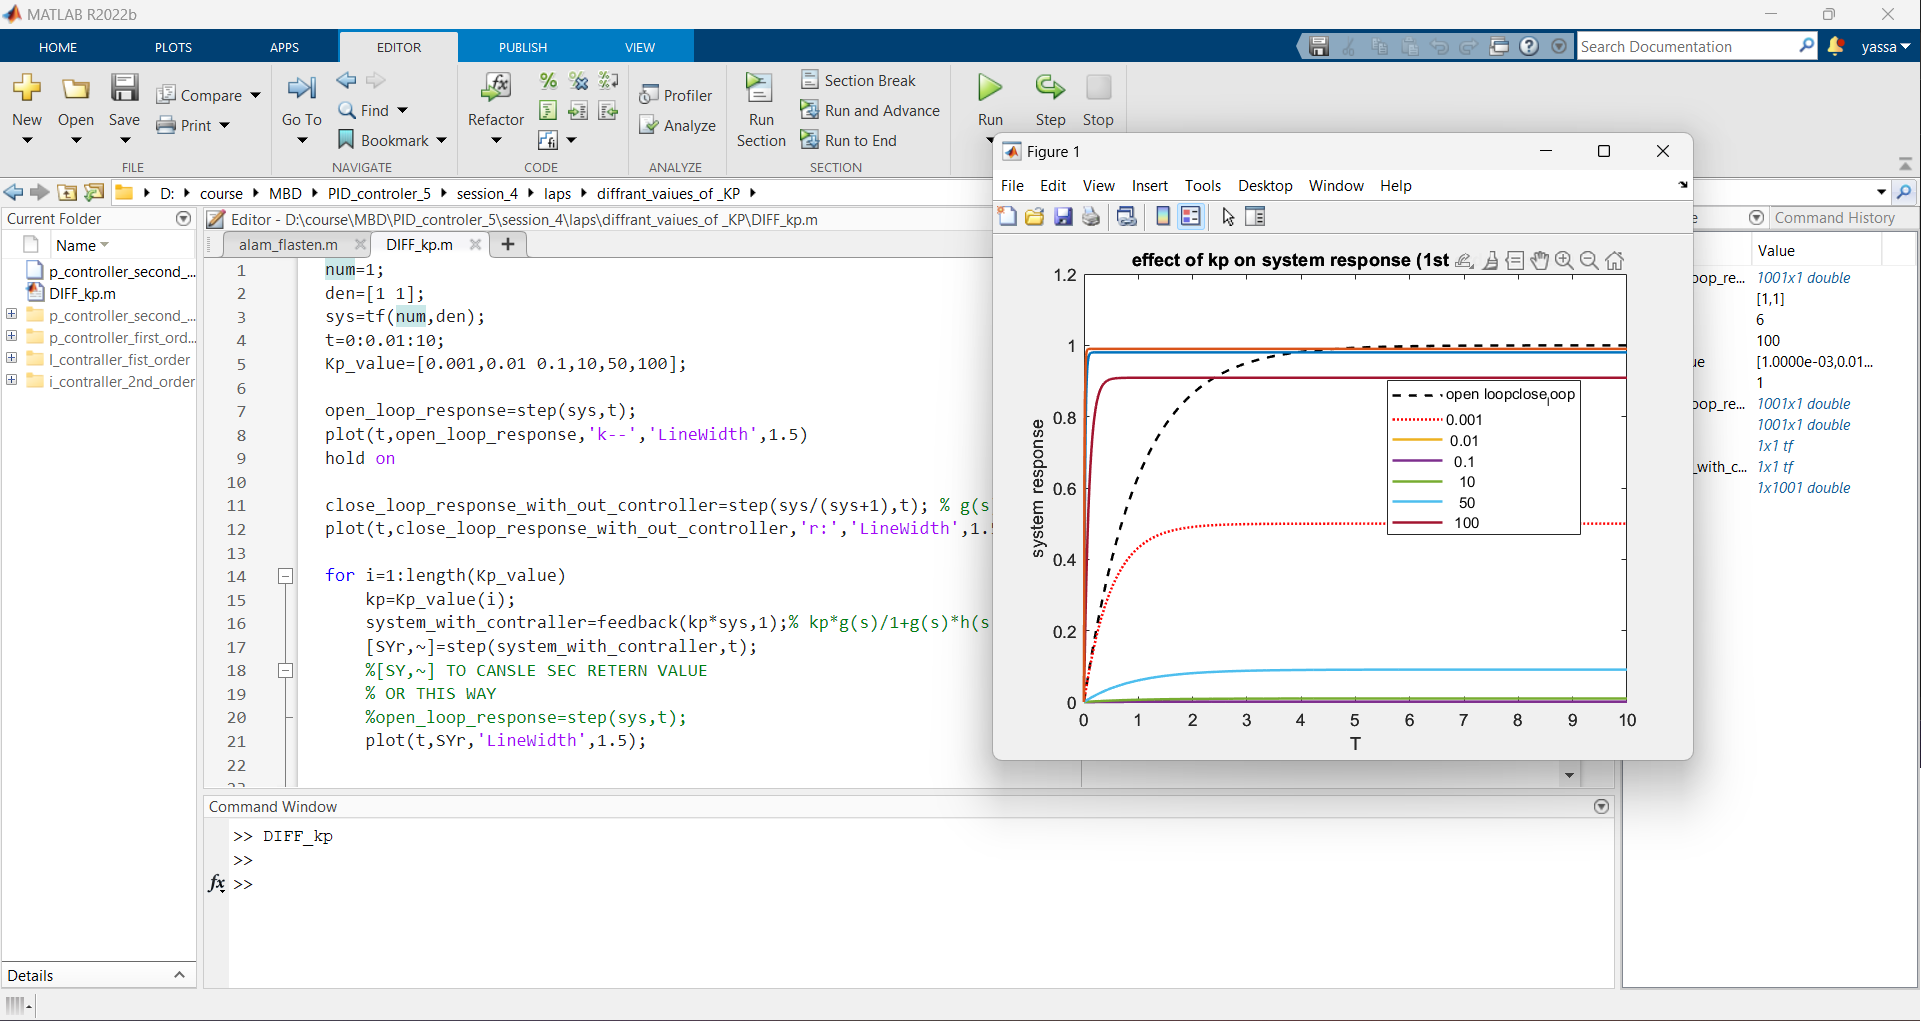 MATLAB R2022b
HOME PLOTS APPS EDITOR PUBLISH VIEW
Search Documentation
yassa
New
Open
Save
Compare
Print
FILE
Go To
Find
Bookmark
NAVIGATE
Refactor
CODE
Profiler
Analyze
ANALYZE
Run
Section
Section Break
Run and Advance
Run to End
SECTION
Run
Step
Stop
D: course MBD PID_controler_5 session_4 laps diffrant_vaiues_of _KP
Current Folder
Name
p_controller_second_...
DIFF_kp.m
p_controller_second_...
p_controller_first_ord...
I_contraller_fist_order
i_contraller_2nd_order
Details
Editor - D:\course\MBD\PID_controler_5\session_4\laps\diffrant_vaiues_of _KP\DIFF_kp.m
alam_flasten.m DIFF_kp.m +
1 num=1;
2 den=[1 1];
3 sys=tf(num,den);
4 t=0:0.01:10;
5 Kp_value=[0.001,0.01 0.1,10,50,100];
6
7 open_loop_response=step(sys,t);
8 plot(t,open_loop_response,'k--','LineWidth',1.5)
9 hold on
10
11 close_loop_response_with_out_controller=step(sys/(sys+1),t); % g(s
12 plot(t,close_loop_response_with_out_controller,'r:','LineWidth',1.
13
14 for i=1:length(Kp_value)
15 kp=Kp_value(i);
16 system_with_contraller=feedback(kp*sys,1);% kp*g(s)/1+g(s)*h(s
17 [SYr,~]=step(system_with_contraller,t);
18 %[SY,~] TO CANSLE SEC RETERN VALUE
19 % OR THIS WAY
20 %open_loop_response=step(sys,t);
21 plot(t,SYr,'LineWidth',1.5);
22
Command Window
>> DIFF_kp
>>
fx >>
Figure 1
File Edit View Insert Tools Desktop Window Help
effect of kp on system response (1st
system response
1.2
1
0.8
0.6
0.4
0.2
0
0 1 2 3 4 5 6 7 8 9 10
T
open loopclose_loop
0.001
0.01
0.1
10
50
100
e
Command History
Value
oop_re... 1001x1 double
[1,1]
6
100
ue [1.0000e-03,0.01...
1
oop_re... 1001x1 double
1001x1 double
1x1 tf
_with_c... 1x1 tf
1x1001 double